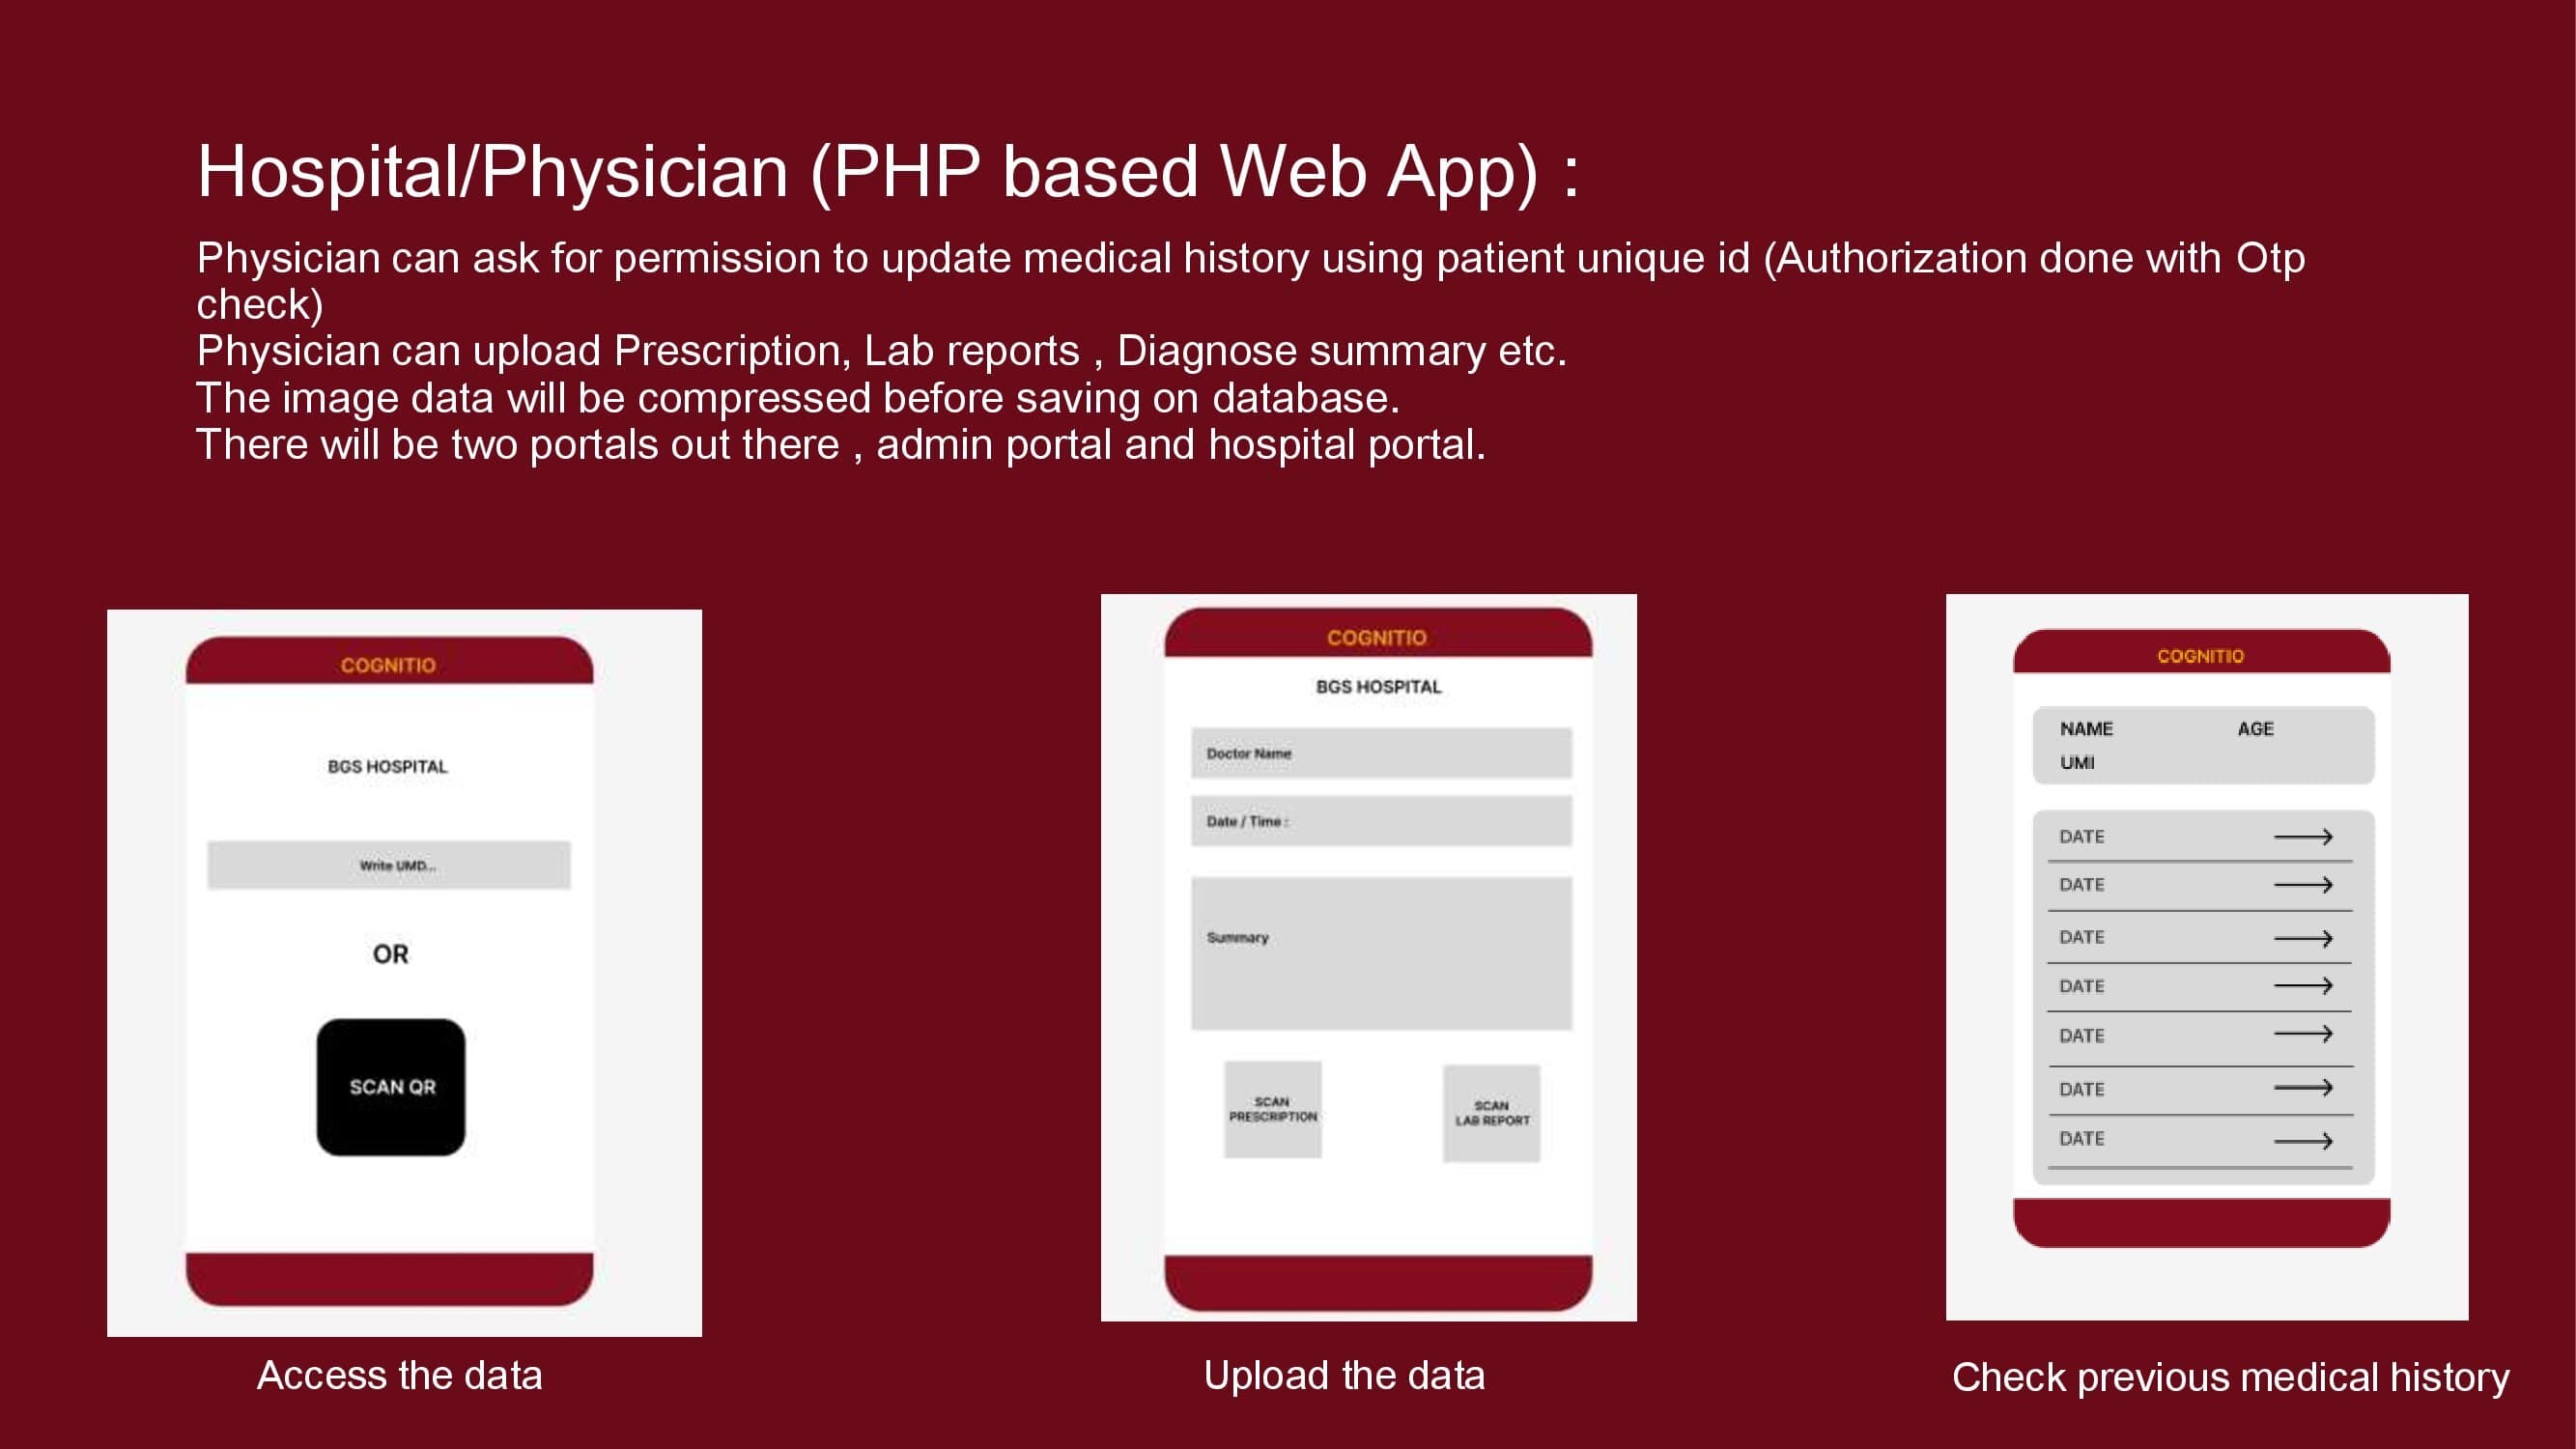 Hospital/Physician (PHP based Web App) :
Physician can ask for permission to update medical history using patient unique id (Authorization done with Otp
check)
Physician can upload Prescription, Lab reports , Diagnose summary etc.
The image data will be compressed before saving on database.
There will be two portals out there , admin portal and hospital portal.
COGNITIO
BGS HOSPITAL
Write UMD...
OR
SCAN QR
Access the data
COGNITIO
BGS HOSPITAL
Doctor Name
Date / Time :
Summary
SCAN
PRESCRIPTION
SCAN
LAB REPORT
Upload the data
COGNITIO
NAME AGE
UMI
DATE
DATE
DATE
DATE
DATE
DATE
DATE
Check previous medical history